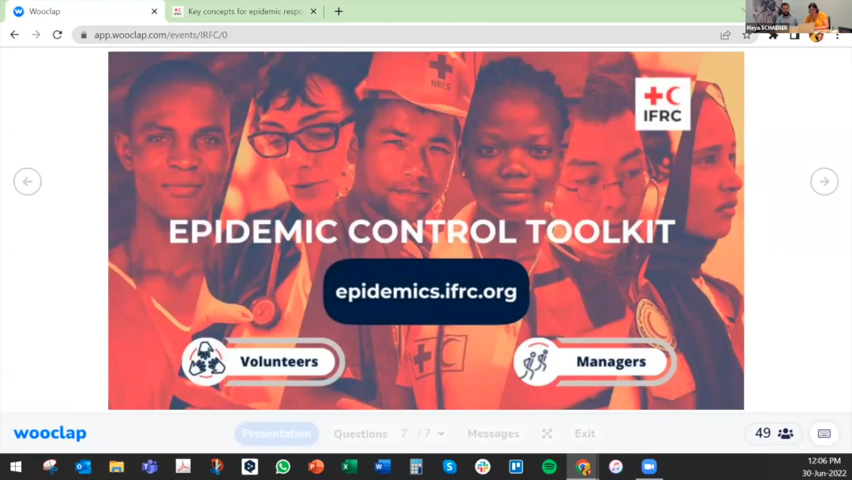 Wooclap
Key concepts for epidemic resp
app.wooclap.com/events/IRFC/0
Maya SCHAERER
NRCS
IFRC
EPIDEMIC CONTROL TOOLKIT
epidemics.ifrc.org
Volunteers
Managers
wooclap
Presentation
Questions 7 / 7
Messages
Exit
49
12:06 PM
30-Jun-2022